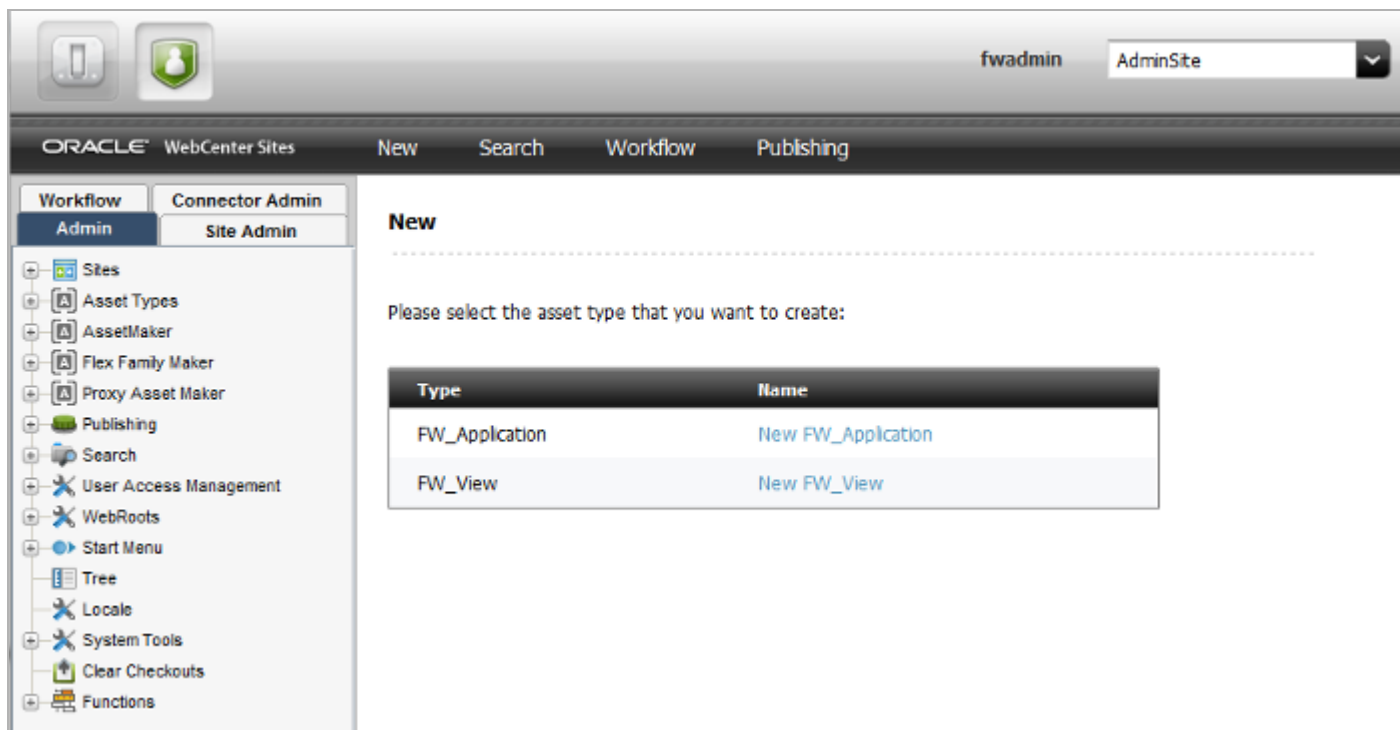 fwadmin AdminSite
ORACLE WebCenter Sites New Search Workflow Publishing
Workflow Connector Admin
Admin Site Admin
Sites
Asset Types
AssetMaker
Flex Family Maker
Proxy Asset Maker
Publishing
Search
User Access Management
WebRoots
Start Menu
Tree
Locale
System Tools
Clear Checkouts
Functions
New
Please select the asset type that you want to create:
Type Name
FW_Application New FW_Application
FW_View New FW_View